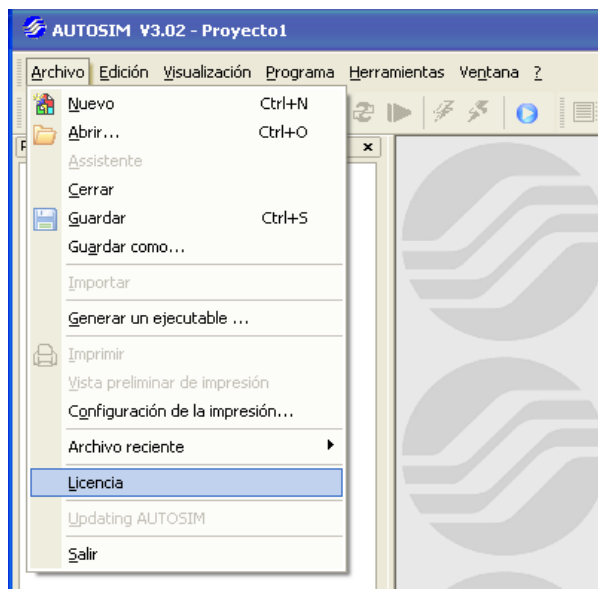 AUTOSIM V3.02 - Proyecto1
Archivo Edición Visualización Programa Herramientas Ventana ?
Nuevo Ctrl+N
Abrir... Ctrl+O
Assistente
Cerrar
Guardar Ctrl+S
Guardar como...
Importar
Generar un ejecutable ...
Imprimir
Vista preliminar de impresión
Configuración de la impresión...
Archivo reciente
Licencia
Updating AUTOSIM
Salir